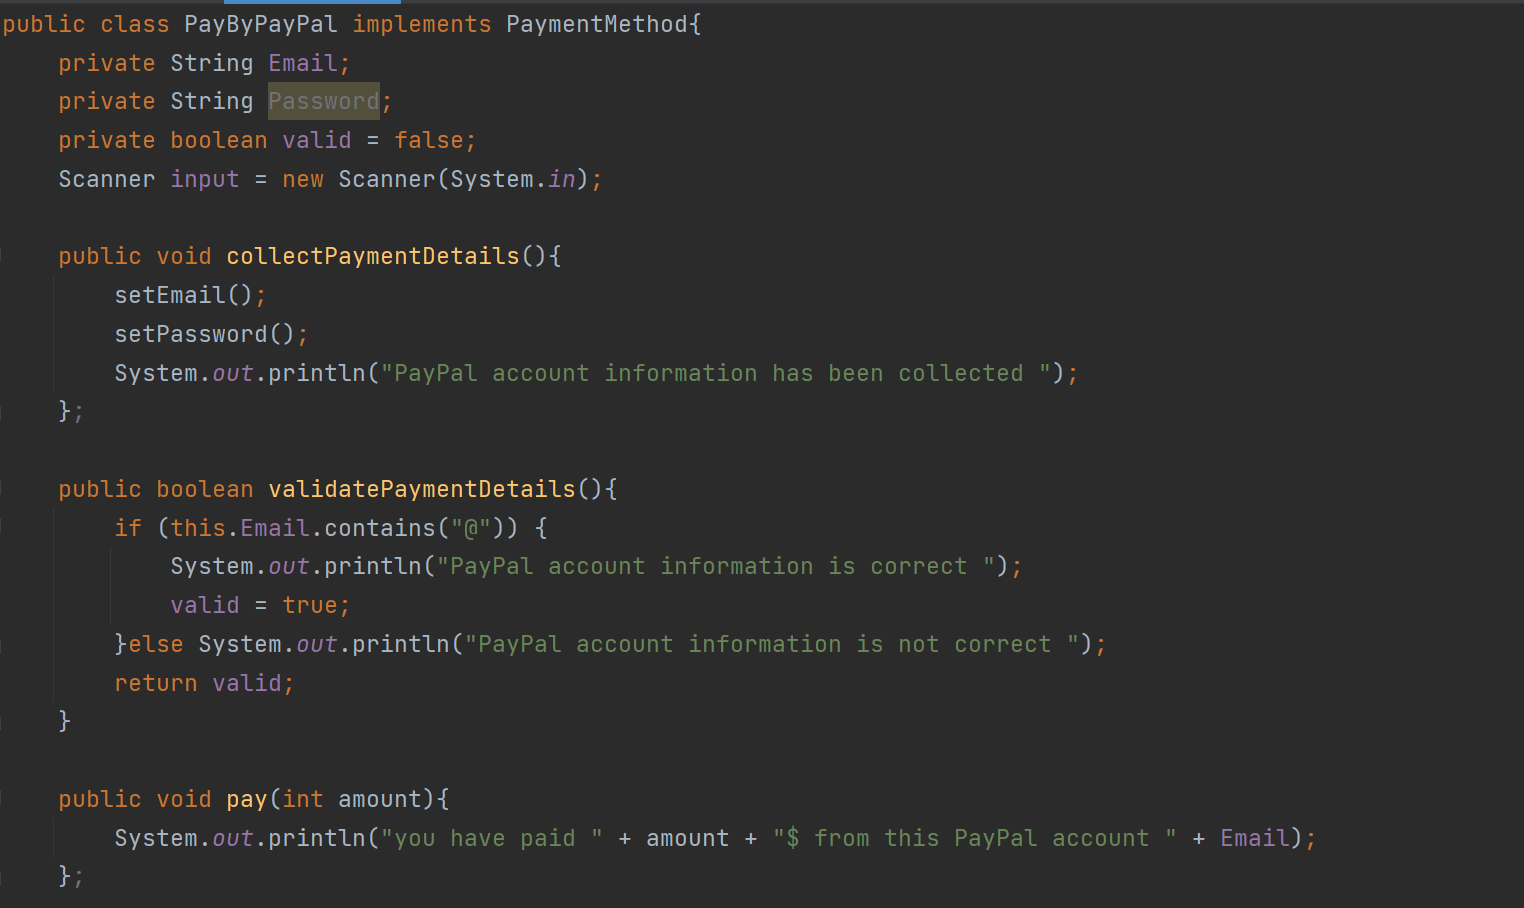 public class PayByPayPal implements PaymentMethod{
    private String Email;
    private String Password;
    private boolean valid = false;
    Scanner input = new Scanner(System.in);

    public void collectPaymentDetails(){
        setEmail();
        setPassword();
        System.out.println("PayPal account information has been collected ");
    };

    public boolean validatePaymentDetails(){
        if (this.Email.contains("@")) {
            System.out.println("PayPal account information is correct ");
            valid = true;
        }else System.out.println("PayPal account information is not correct ");
        return valid;
    }

    public void pay(int amount){
        System.out.println("you have paid " + amount + "$ from this PayPal account " + Email);
    };